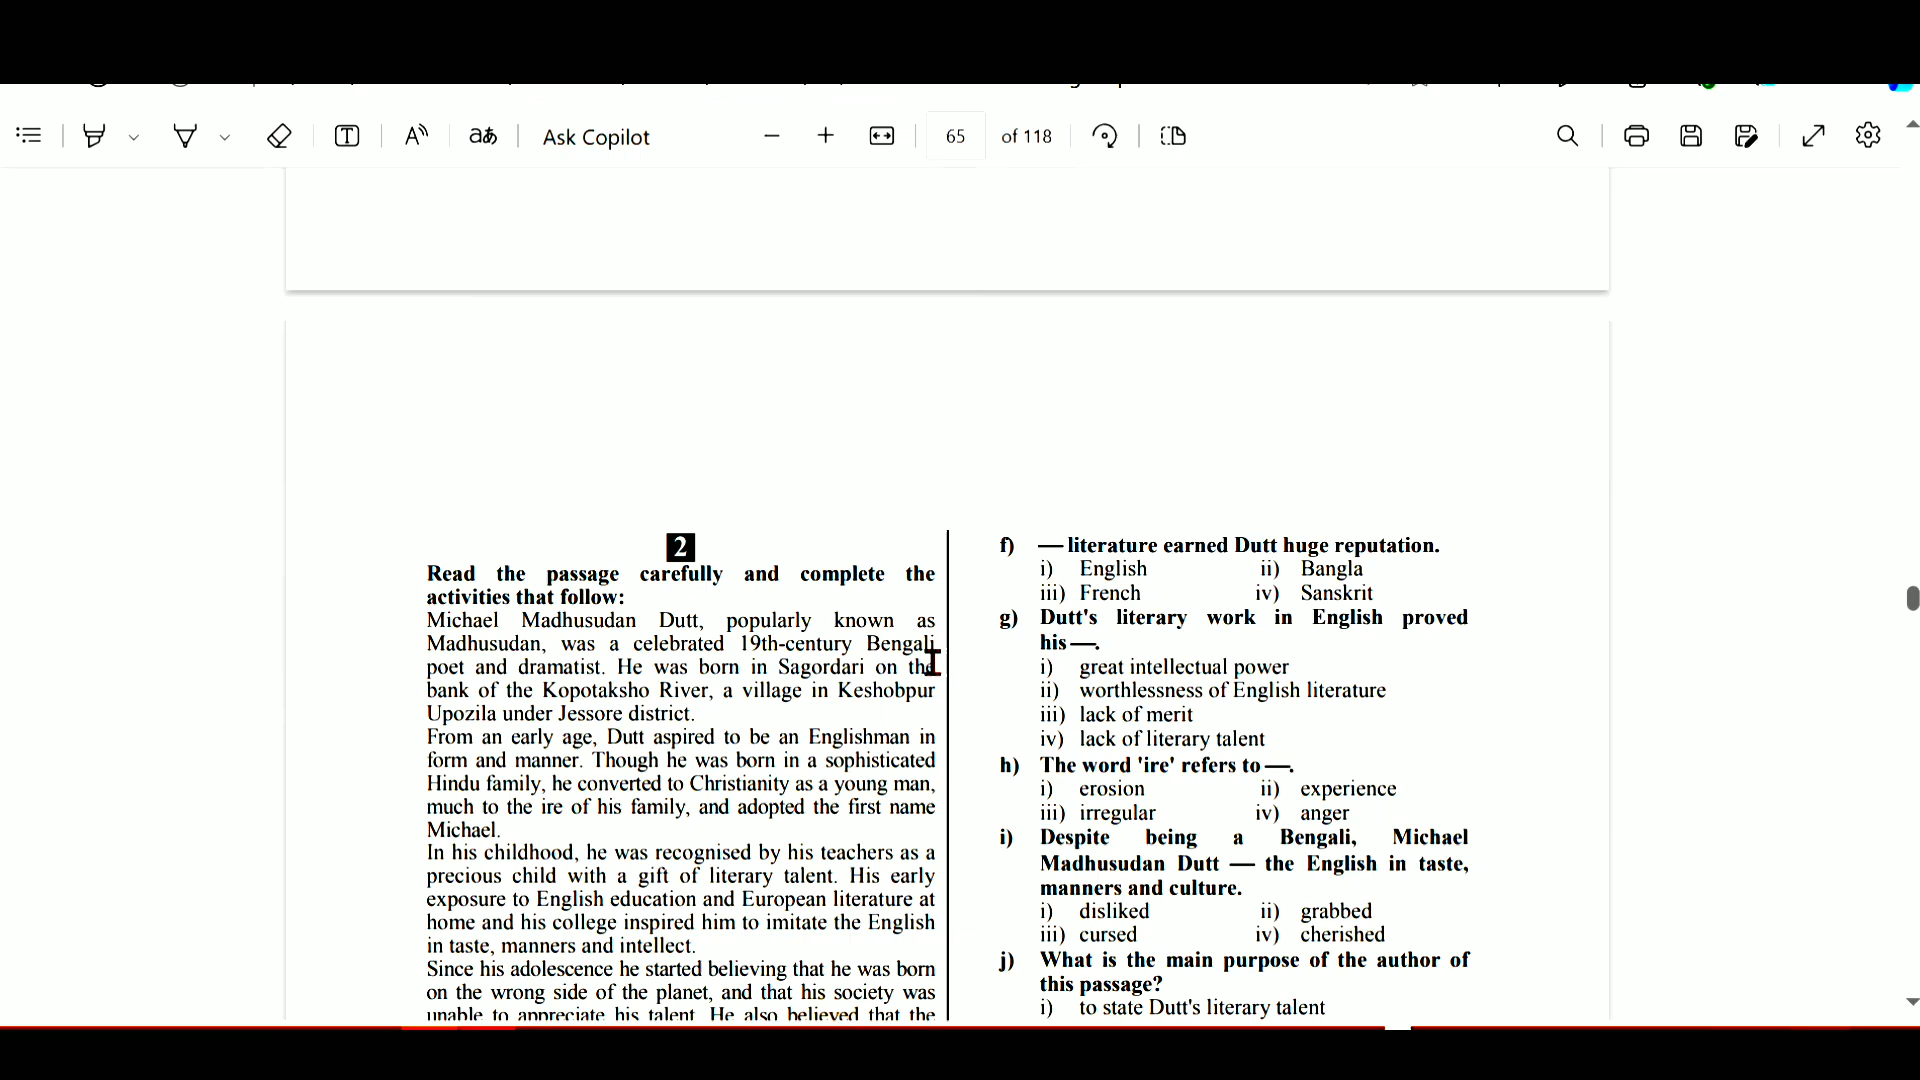 Ask Copilot
65 of 118
2
Read the passage carefully and complete the
activities that follow:
Michael Madhusudan Dutt, popularly known as
Madhusudan, was a celebrated 19th-century Bengali
poet and dramatist. He was born in Sagordari on the
bank of the Kopotaksho River, a village in Keshobpur
Upozila under Jessore district.
From an early age, Dutt aspired to be an Englishman in
form and manner. Though he was born in a sophisticated
Hindu family, he converted to Christianity as a young man,
much to the ire of his family, and adopted the first name
Michael.
In his childhood, he was recognised by his teachers as a
precious child with a gift of literary talent. His early
exposure to English education and European literature at
home and his college inspired him to imitate the English
in taste, manners and intellect.
Since his adolescence he started believing that he was born
on the wrong side of the planet, and that his society was
unable to appreciate his talent. He also believed that the
f) — literature earned Dutt huge reputation.
i) English ii) Bangla
iii) French iv) Sanskrit
g) Dutt's literary work in English proved
his —.
i) great intellectual power
ii) worthlessness of English literature
iii) lack of merit
iv) lack of literary talent
h) The word 'ire' refers to —.
i) erosion ii) experience
iii) irregular iv) anger
i) Despite being a Bengali, Michael
Madhusudan Dutt — the English in taste,
manners and culture.
i) disliked ii) grabbed
iii) cursed iv) cherished
j) What is the main purpose of the author of
this passage?
i) to state Dutt's literary talent